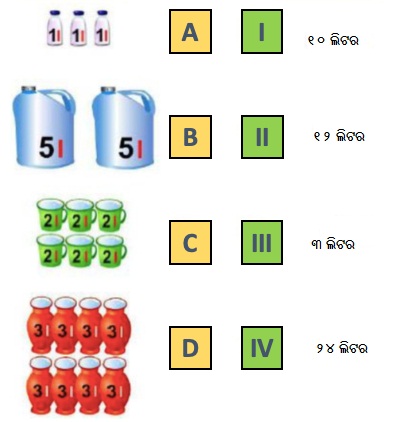 1l 1l 1l A I ୧୦ ଲିଟର
5l 5l B II ୧୨ ଲିଟର
2l 2l 2l
2l 2l 2l C III ୩ ଲିଟର
3l 3l 3l 3l
3l 3l 3l 3l D IV ୨୪ ଲିଟର